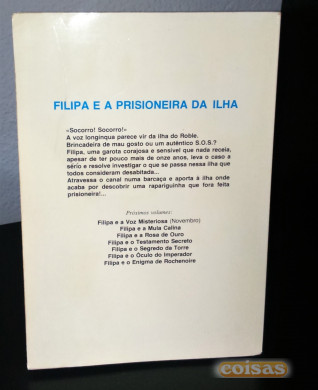 FILIPA E A PRISIONEIRA DA ILHA
«Socorro! Socorro!»
A voz longínqua parece vir da ilha do Roble.
Brincadeira de mau gosto ou um autêntico S.O.S.?
Filipa, uma garota corajosa e sensível que nada receia,
apesar de ter pouco mais de onze anos, leva o caso a
sério e resolve investigar o que se passa nessa ilha que
todos consideram desabitada...
Atravessa o canal numa barcaça e aporta à ilha onde
acaba por descobrir uma rapariguinha que fora feita
prisioneira!...
Próximos volumes:
Filipa e a Voz Misteriosa (Novembro)
Filipa e a Mula Calina
Filipa e a Rosa de Ouro
Filipa e o Testamento Secreto
Filipa e o Segredo da Torre
Filipa e o Óculo do Imperador
Filipa e o Enigma de Rochenoire
coisas